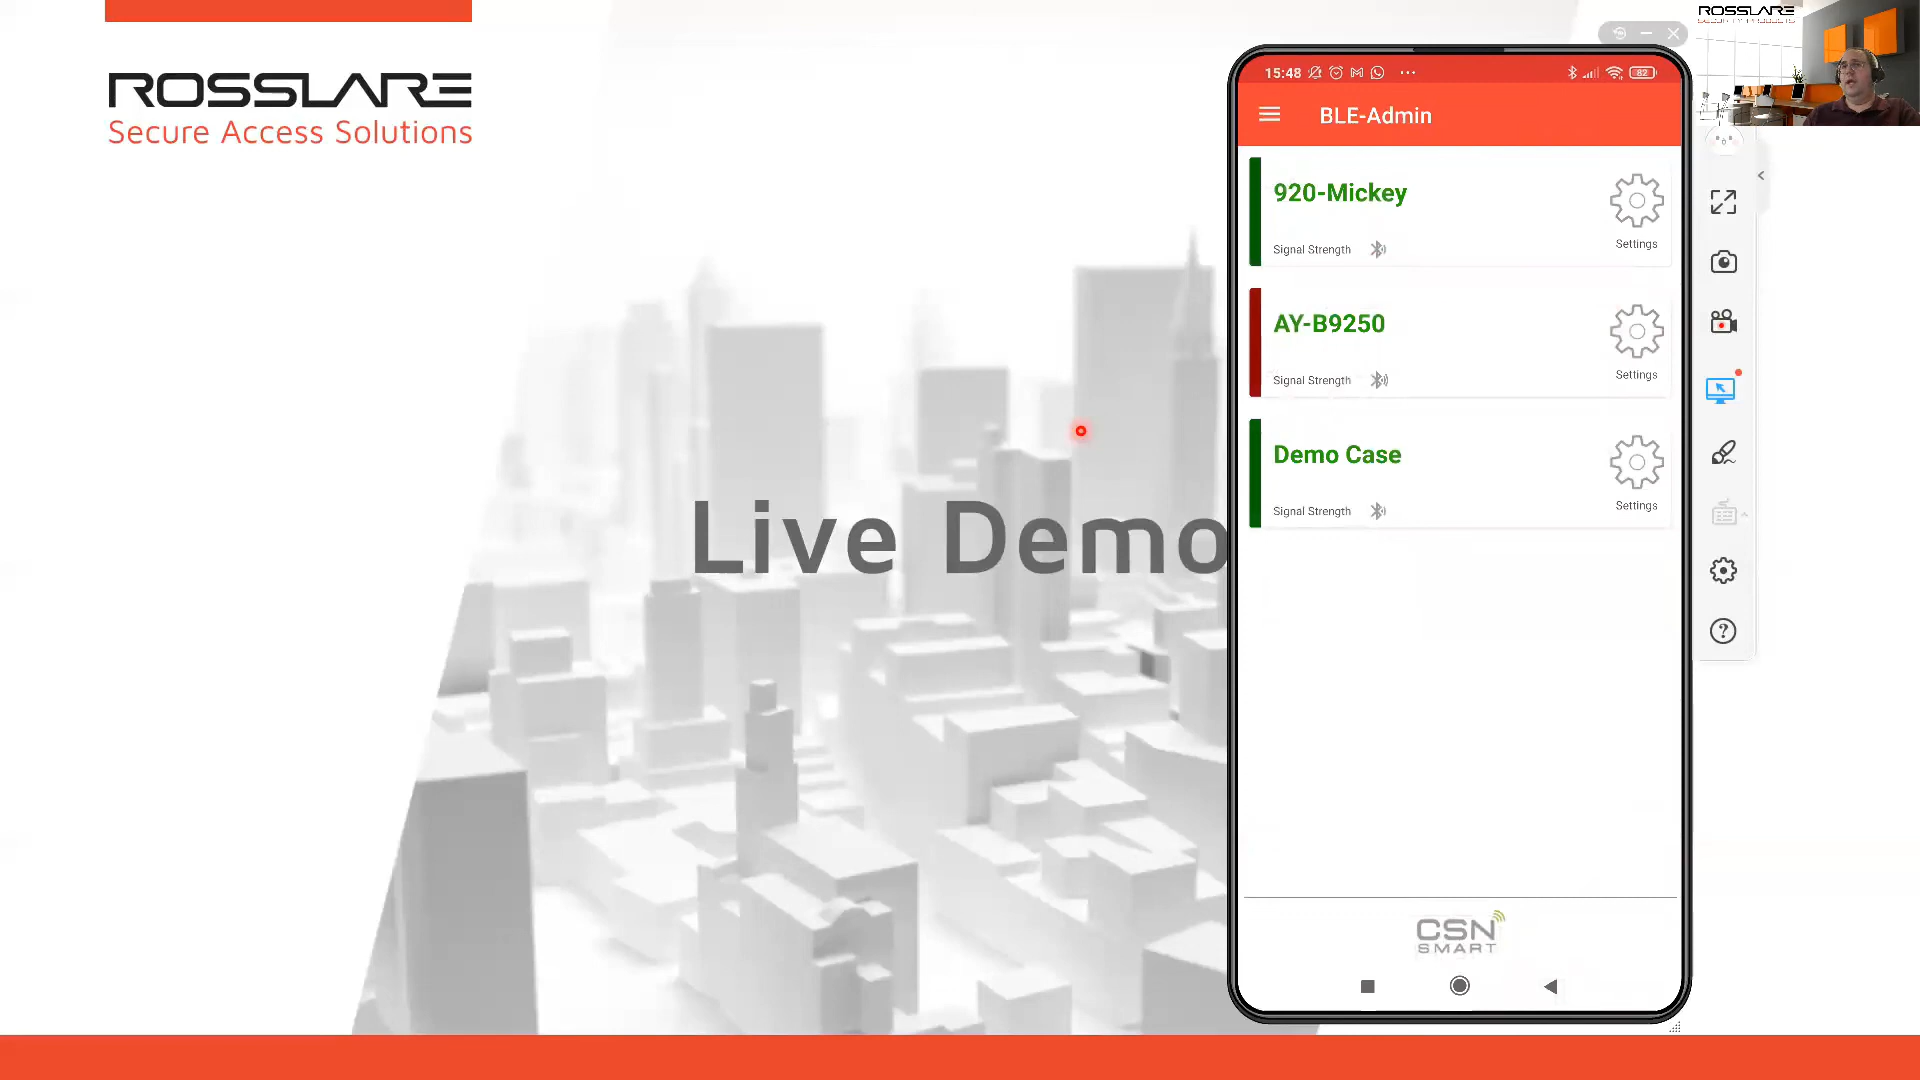 ROSSLARE
Secure Access Solutions
Live Demo
15:48
82
BLE-Admin
920-Mickey
Signal Strength
Settings
AY-B9250
Signal Strength
Settings
Demo Case
Signal Strength
Settings
CSN
SMART
ROSSLARE